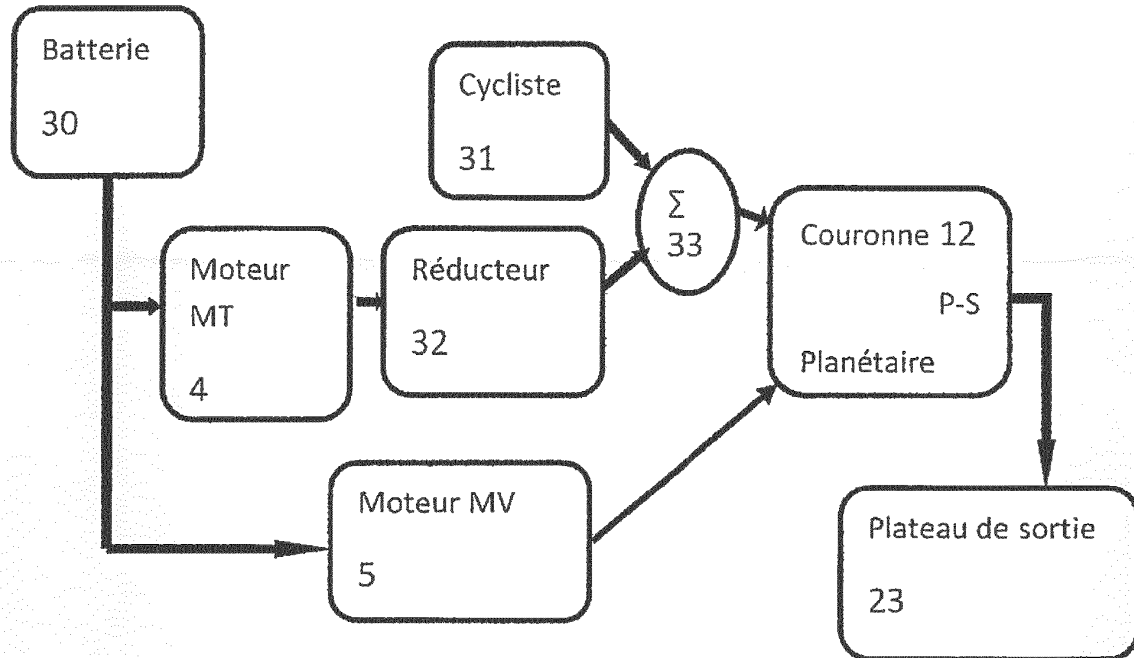 Batterie
30
Cycliste
31
Σ
33
Couronne 12
P-S
Planétaire
Moteur
MT
4
Réducteur
32
Moteur MV
5
Plateau de sortie
23